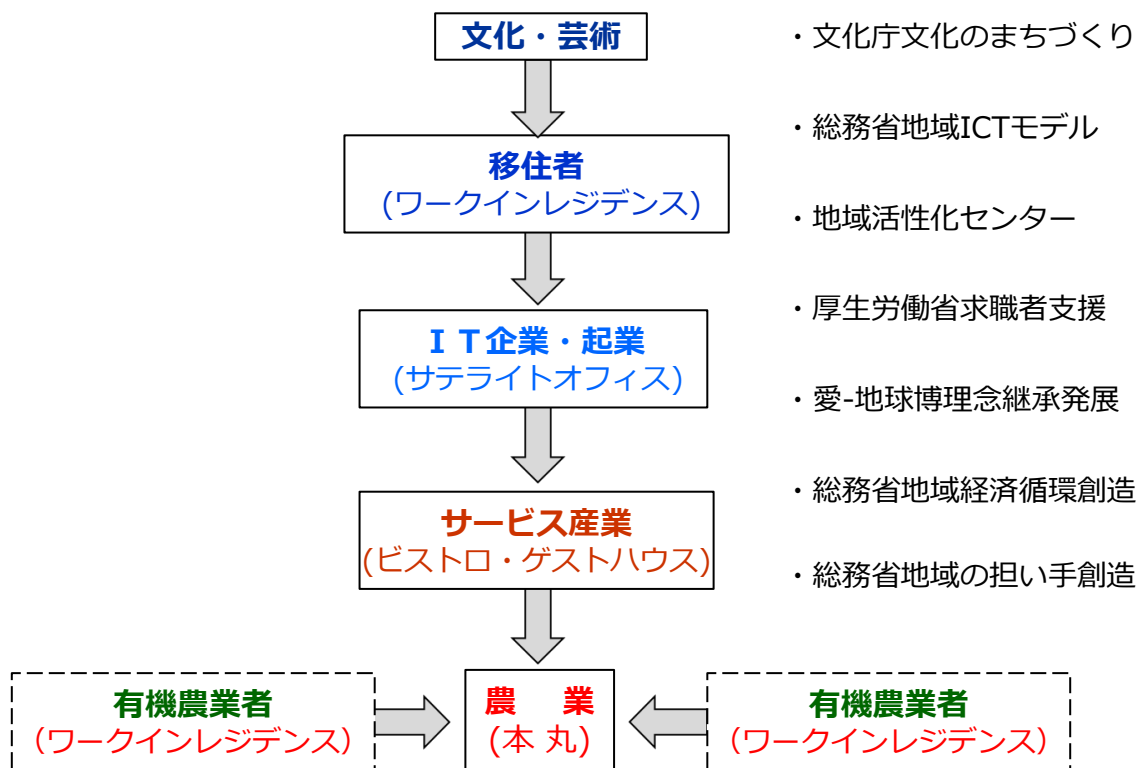 文化・芸術
移住者
(ワークインレジデンス)
ＩＴ企業・起業
(サテライトオフィス)
サービス産業
(ビストロ・ゲストハウス)
有機農業者
（ワークインレジデンス）
農　業
(本 丸)
有機農業者
（ワークインレジデンス）
・文化庁文化のまちづくり
・総務省地域ICTモデル
・地域活性化センター
・厚生労働省求職者支援
・愛-地球博理念継承発展
・総務省地域経済循環創造
・総務省地域の担い手創造